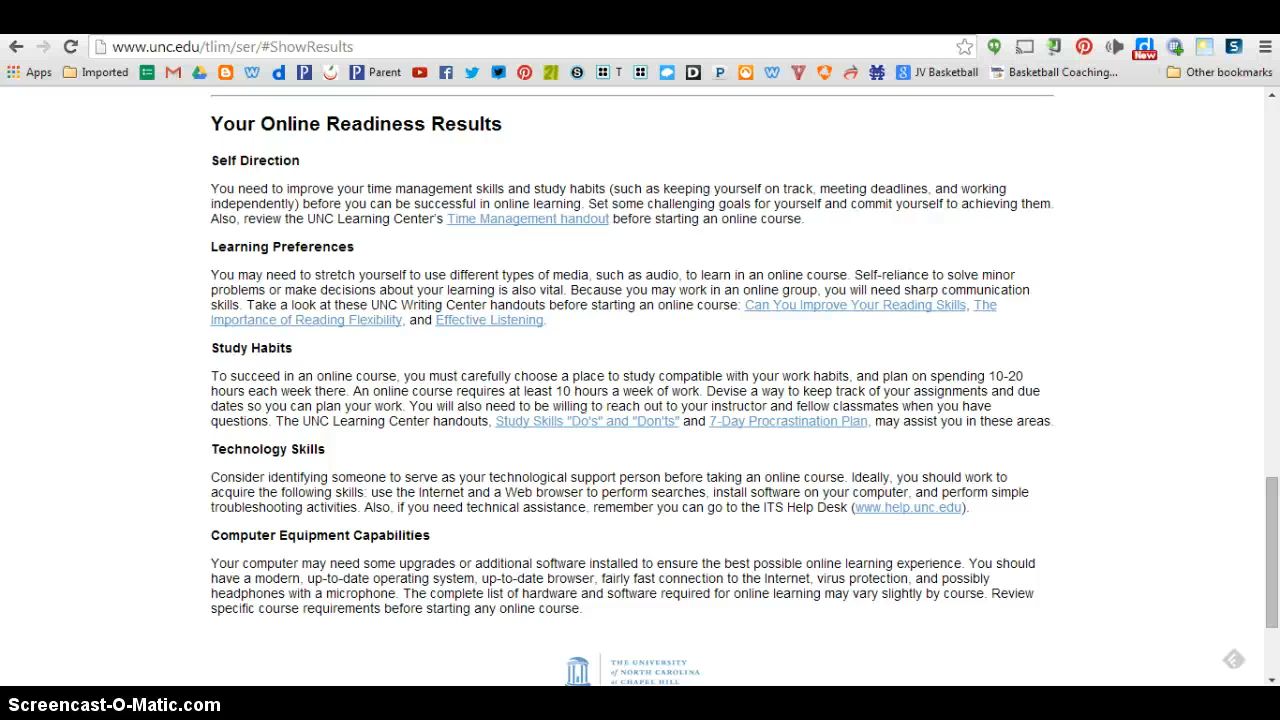 www.unc.edu/tlim/ser/#ShowResults
New
Apps Imported Parent T JV Basketball Basketball Coaching... Other bookmarks
Your Online Readiness Results
Self Direction
You need to improve your time management skills and study habits (such as keeping yourself on track, meeting deadlines, and working
independently) before you can be successful in online learning. Set some challenging goals for yourself and commit yourself to achieving them.
Also, review the UNC Learning Center's Time Management handout before starting an online course.
Learning Preferences
You may need to stretch yourself to use different types of media, such as audio, to learn in an online course. Self-reliance to solve minor
problems or make decisions about your learning is also vital. Because you may work in an online group, you will need sharp communication
skills. Take a look at these UNC Writing Center handouts before starting an online course: Can You Improve Your Reading Skills, The
Importance of Reading Flexibility, and Effective Listening.
Study Habits
To succeed in an online course, you must carefully choose a place to study compatible with your work habits, and plan on spending 10-20
hours each week there. An online course requires at least 10 hours a week of work. Devise a way to keep track of your assignments and due
dates so you can plan your work. You will also need to be willing to reach out to your instructor and fellow classmates when you have
questions. The UNC Learning Center handouts, Study Skills "Do's" and "Don'ts" and 7-Day Procrastination Plan, may assist you in these areas.
Technology Skills
Consider identifying someone to serve as your technological support person before taking an online course. Ideally, you should work to
acquire the following skills: use the Internet and a Web browser to perform searches, install software on your computer, and perform simple
troubleshooting activities. Also, if you need technical assistance, remember you can go to the ITS Help Desk (www.help.unc.edu).
Computer Equipment Capabilities
Your computer may need some upgrades or additional software installed to ensure the best possible online learning experience. You should
have a modern, up-to-date operating system, up-to-date browser, fairly fast connection to the Internet, virus protection, and possibly
headphones with a microphone. The complete list of hardware and software required for online learning may vary slightly by course. Review
specific course requirements before starting any online course.
THE UNIVERSITY
of NORTH CAROLINA
at CHAPEL HILL
Screencast-O-Matic.com